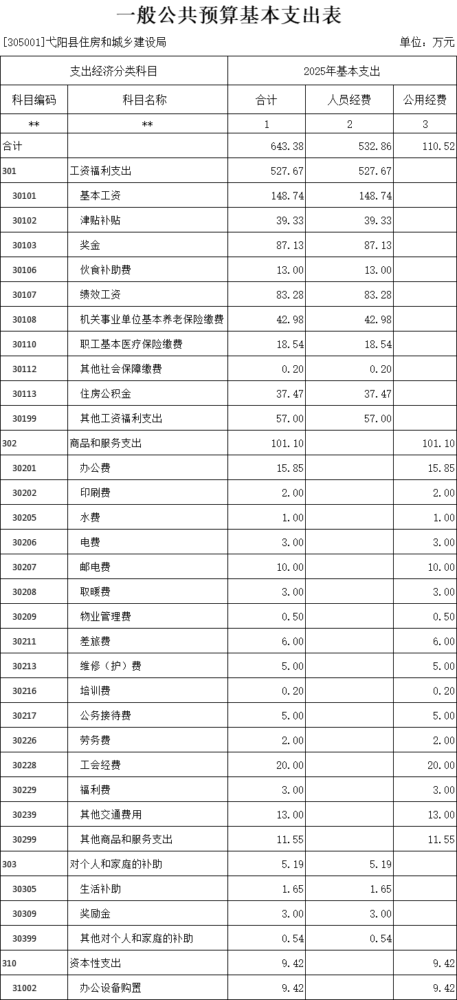 一般公共预算基本支出表
[305001]弋阳县住房和城乡建设局 单位：万元
支出经济分类科目 2025年基本支出
科目编码 科目名称 合计 人员经费 公用经费
** ** 1 2 3
合计 643.38 532.86 110.52
301 工资福利支出 527.67 527.67
30101 基本工资 148.74 148.74
30102 津贴补贴 39.33 39.33
30103 奖金 87.13 87.13
30106 伙食补助费 13.00 13.00
30107 绩效工资 83.28 83.28
30108 机关事业单位基本养老保险缴费 42.98 42.98
30110 职工基本医疗保险缴费 18.54 18.54
30112 其他社会保障缴费 0.20 0.20
30113 住房公积金 37.47 37.47
30199 其他工资福利支出 57.00 57.00
302 商品和服务支出 101.10 101.10
30201 办公费 15.85 15.85
30202 印刷费 2.00 2.00
30205 水费 1.00 1.00
30206 电费 3.00 3.00
30207 邮电费 10.00 10.00
30208 取暖费 3.00 3.00
30209 物业管理费 0.50 0.50
30211 差旅费 6.00 6.00
30213 维修（护）费 5.00 5.00
30216 培训费 0.20 0.20
30217 公务接待费 5.00 5.00
30226 劳务费 2.00 2.00
30228 工会经费 20.00 20.00
30229 福利费 3.00 3.00
30239 其他交通费用 13.00 13.00
30299 其他商品和服务支出 11.55 11.55
303 对个人和家庭的补助 5.19 5.19
30305 生活补助 1.65 1.65
30309 奖励金 3.00 3.00
30399 其他对个人和家庭的补助 0.54 0.54
310 资本性支出 9.42 9.42
31002 办公设备购置 9.42 9.42